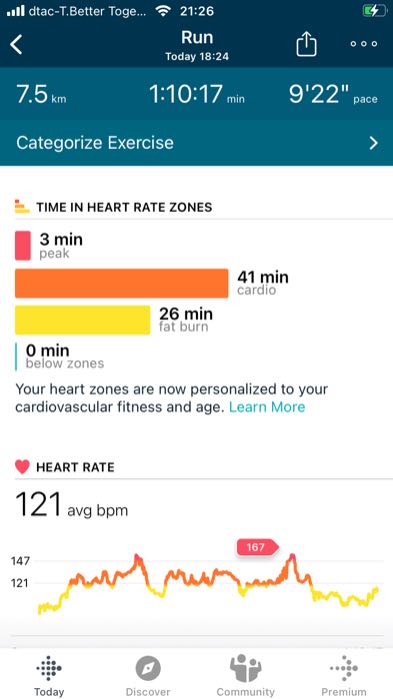 dtac-T.Better Toge... 21:26
Run
Today 18:24
7.5 km 1:10:17 min 9'22" pace
Categorize Exercise
TIME IN HEART RATE ZONES
3 min
peak
41 min
cardio
26 min
fat burn
0 min
below zones
Your heart zones are now personalized to your
cardiovascular fitness and age. Learn More
HEART RATE
121 avg bpm
167
147
121
Today Discover Community Premium